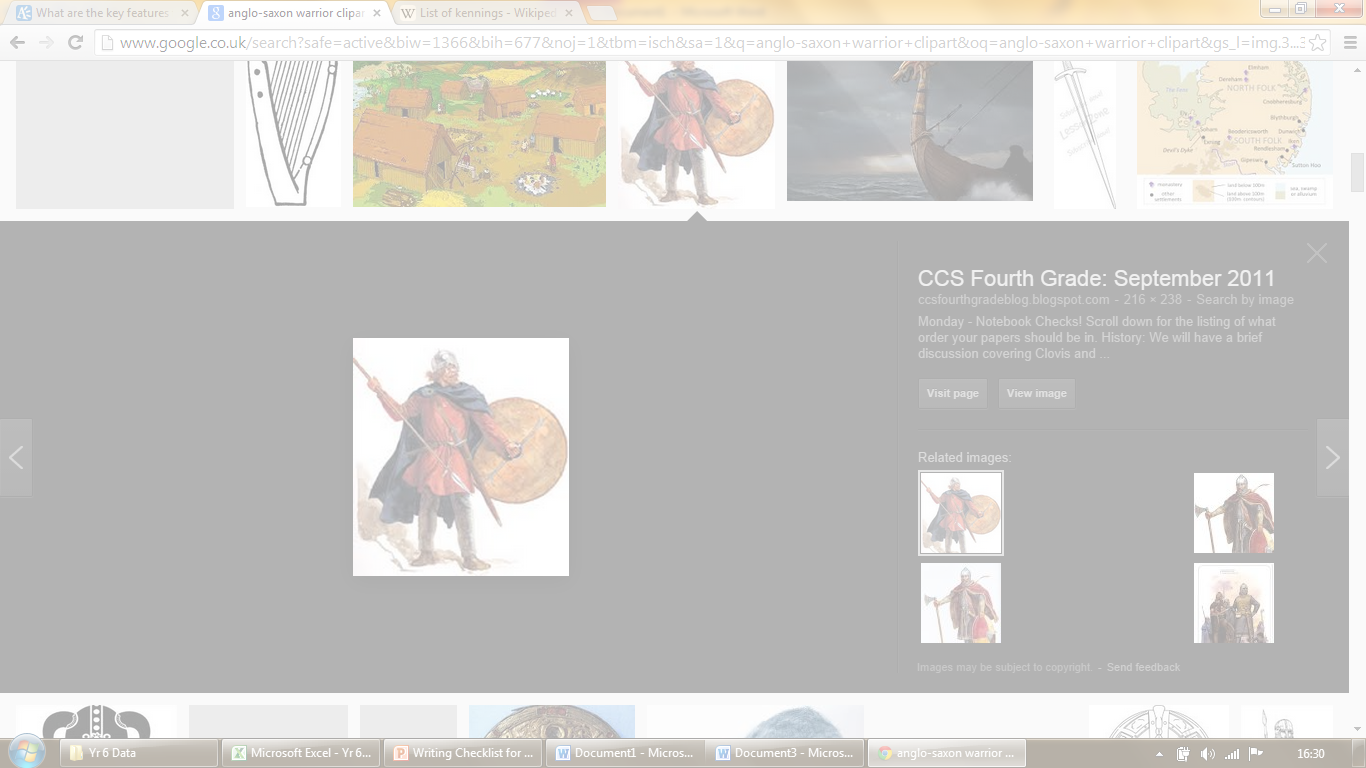 What are the key features
anglo-saxon warrior clipar
List of kennings - Wikiped
www.google.co.uk/search?safe=active&biw=1366&bih=677&noj=1&tbm=isch&sa=1&q=anglo-saxon+warrior+clipart&oq=anglo-saxon+warrior+clipart&gs_l=img.3...3
NORTH FOLK
SOUTH FOLK
Devil's Dyke
Sutton Hoo
CCS Fourth Grade: September 2011
ccsfourthgradeblog.blogspot.com - 216 × 238 - Search by image
Monday - Notebook Checks! Scroll down for the listing of what
order your papers should be in. History: We will have a brief
discussion covering Clovis and ...
Visit page
View image
Related images:
Images may be subject to copyright. - Send feedback
Yr 6 Data
Microsoft Excel - Yr 6...
Writing Checklist for ...
Document1 - Micros...
Document3 - Micros...
anglo-saxon warrior ...
16:30